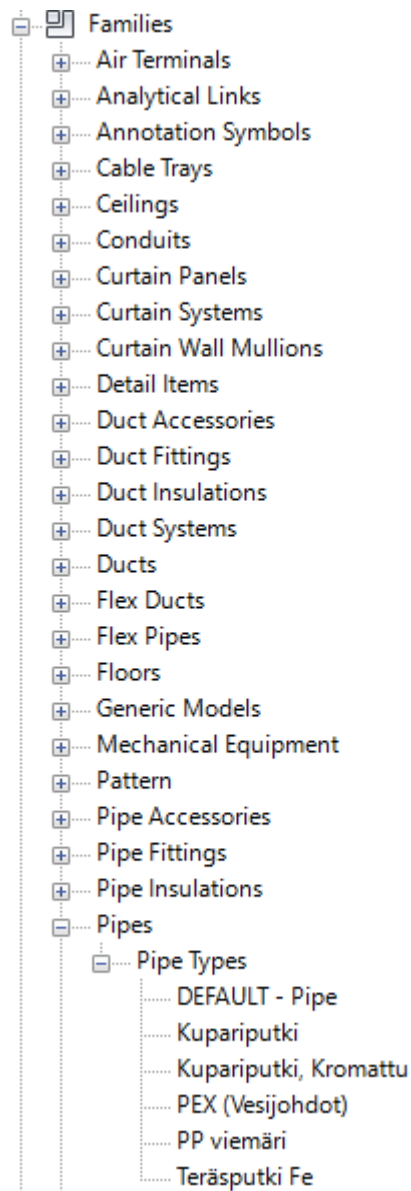 Families
Air Terminals
Analytical Links
Annotation Symbols
Cable Trays
Ceilings
Conduits
Curtain Panels
Curtain Systems
Curtain Wall Mullions
Detail Items
Duct Accessories
Duct Fittings
Duct Insulations
Duct Systems
Ducts
Flex Ducts
Flex Pipes
Floors
Generic Models
Mechanical Equipment
Pattern
Pipe Accessories
Pipe Fittings
Pipe Insulations
Pipes
Pipe Types
DEFAULT - Pipe
Kupariputki
Kupariputki, Kromattu
PEX (Vesijohdot)
PP viemäri
Teräsputki Fe